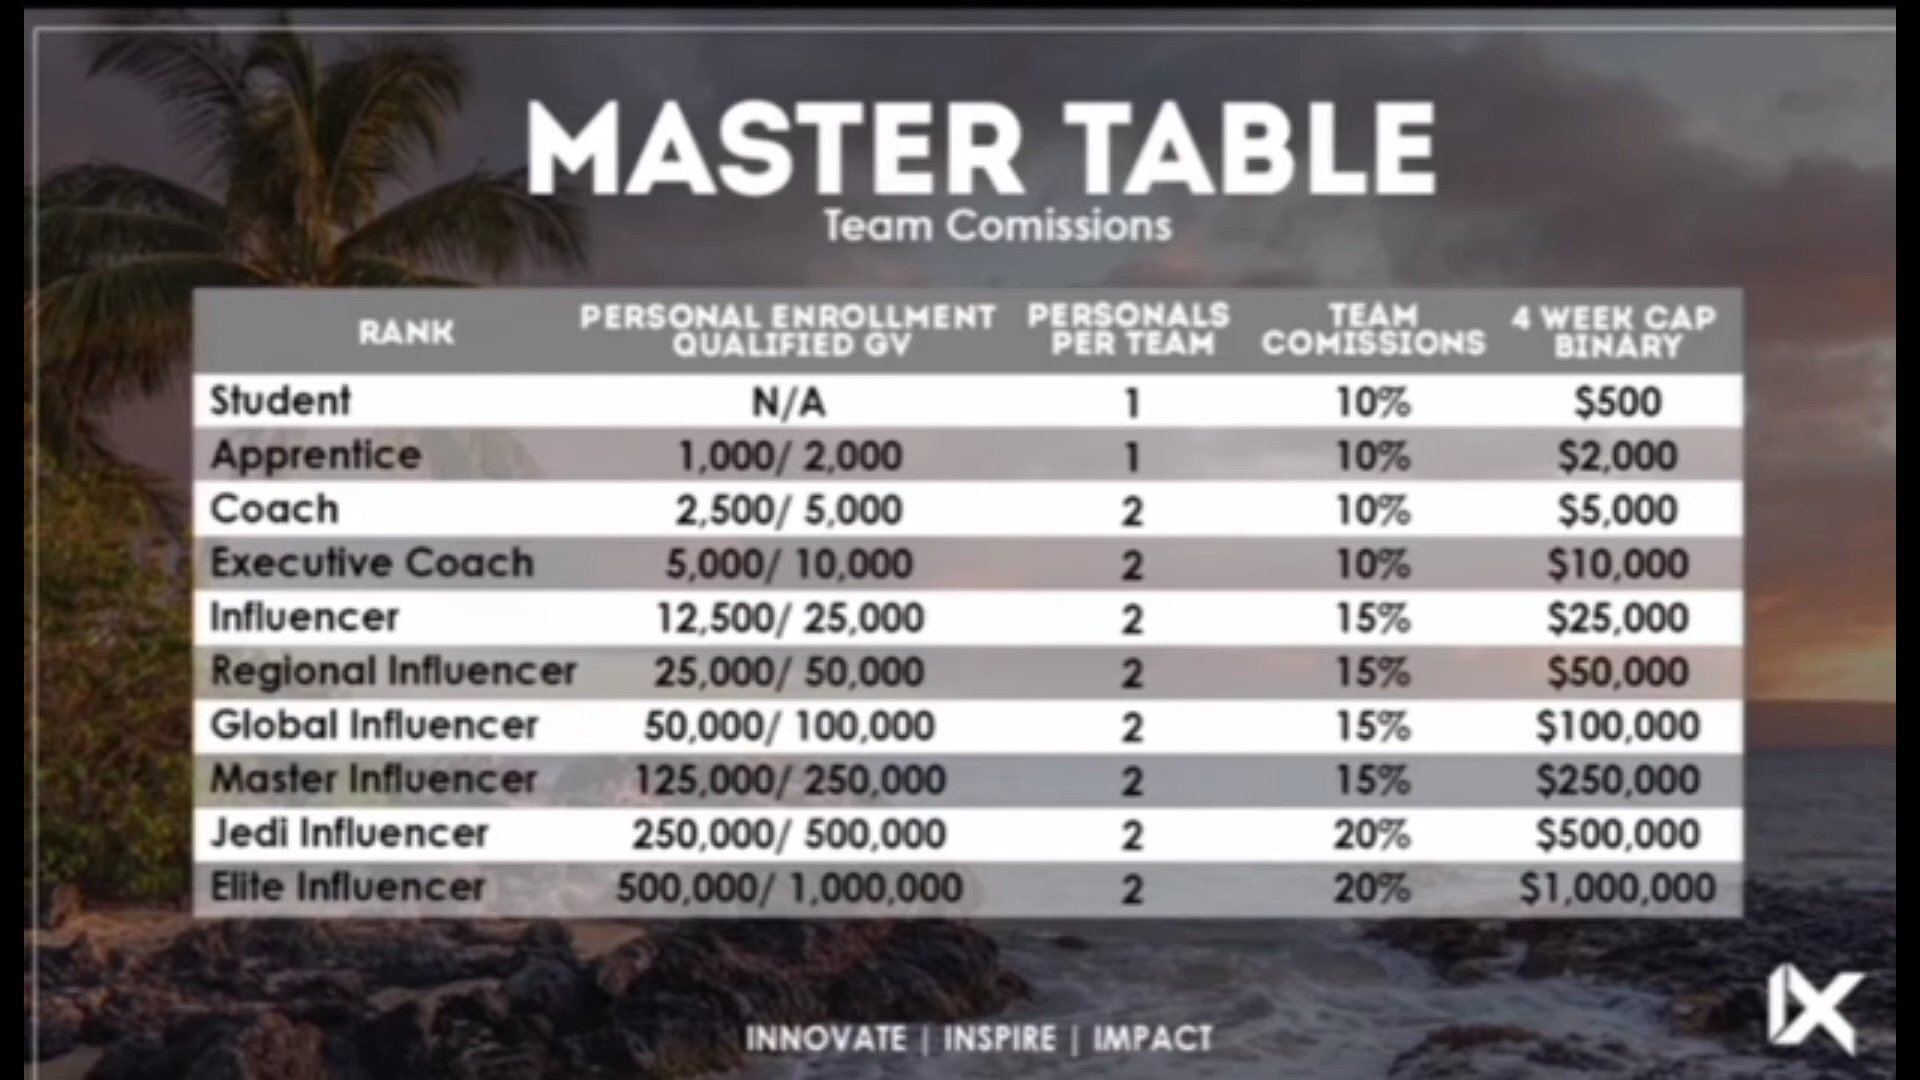 MASTER TABLE
Team Comissions
RANK PERSONAL ENROLLMENT QUALIFIED GV PERSONALS PER TEAM TEAM COMISSIONS 4 WEEK CAP BINARY
Student N/A 1 10% $500
Apprentice 1,000/ 2,000 1 10% $2,000
Coach 2,500/ 5,000 2 10% $5,000
Executive Coach 5,000/ 10,000 2 10% $10,000
Influencer 12,500/ 25,000 2 15% $25,000
Regional Influencer 25,000/ 50,000 2 15% $50,000
Global Influencer 50,000/ 100,000 2 15% $100,000
Master Influencer 125,000/ 250,000 2 15% $250,000
Jedi Influencer 250,000/ 500,000 2 20% $500,000
Elite Influencer 500,000/ 1,000,000 2 20% $1,000,000
INNOVATE | INSPIRE | IMPACT
IX